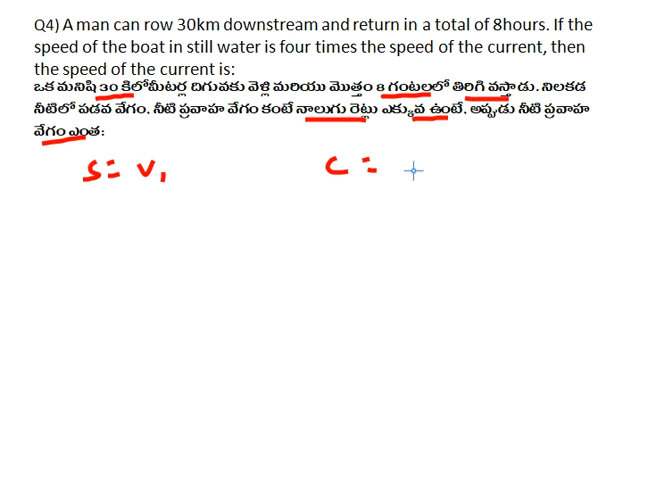 Q4) A man can row 30km downstream and return in a total of 8hours. If the
speed of the boat in still water is four times the speed of the current, then
the speed of the current is:
ఒక మనిషి 30 కిలోమీటర్ల దిగువకు వెళ్లి మరియు మొత్తం 8 గంటలలో తిరిగి వస్తాడు. నిలకడ
నీటిలో పడవ వేగం, నీటి ప్రవాహ వేగం కంటే నాలుగు రెట్లు ఎక్కువ ఉంటే, అప్పుడు నీటి ప్రవాహ
వేగం ఎంత:
S = V, C =